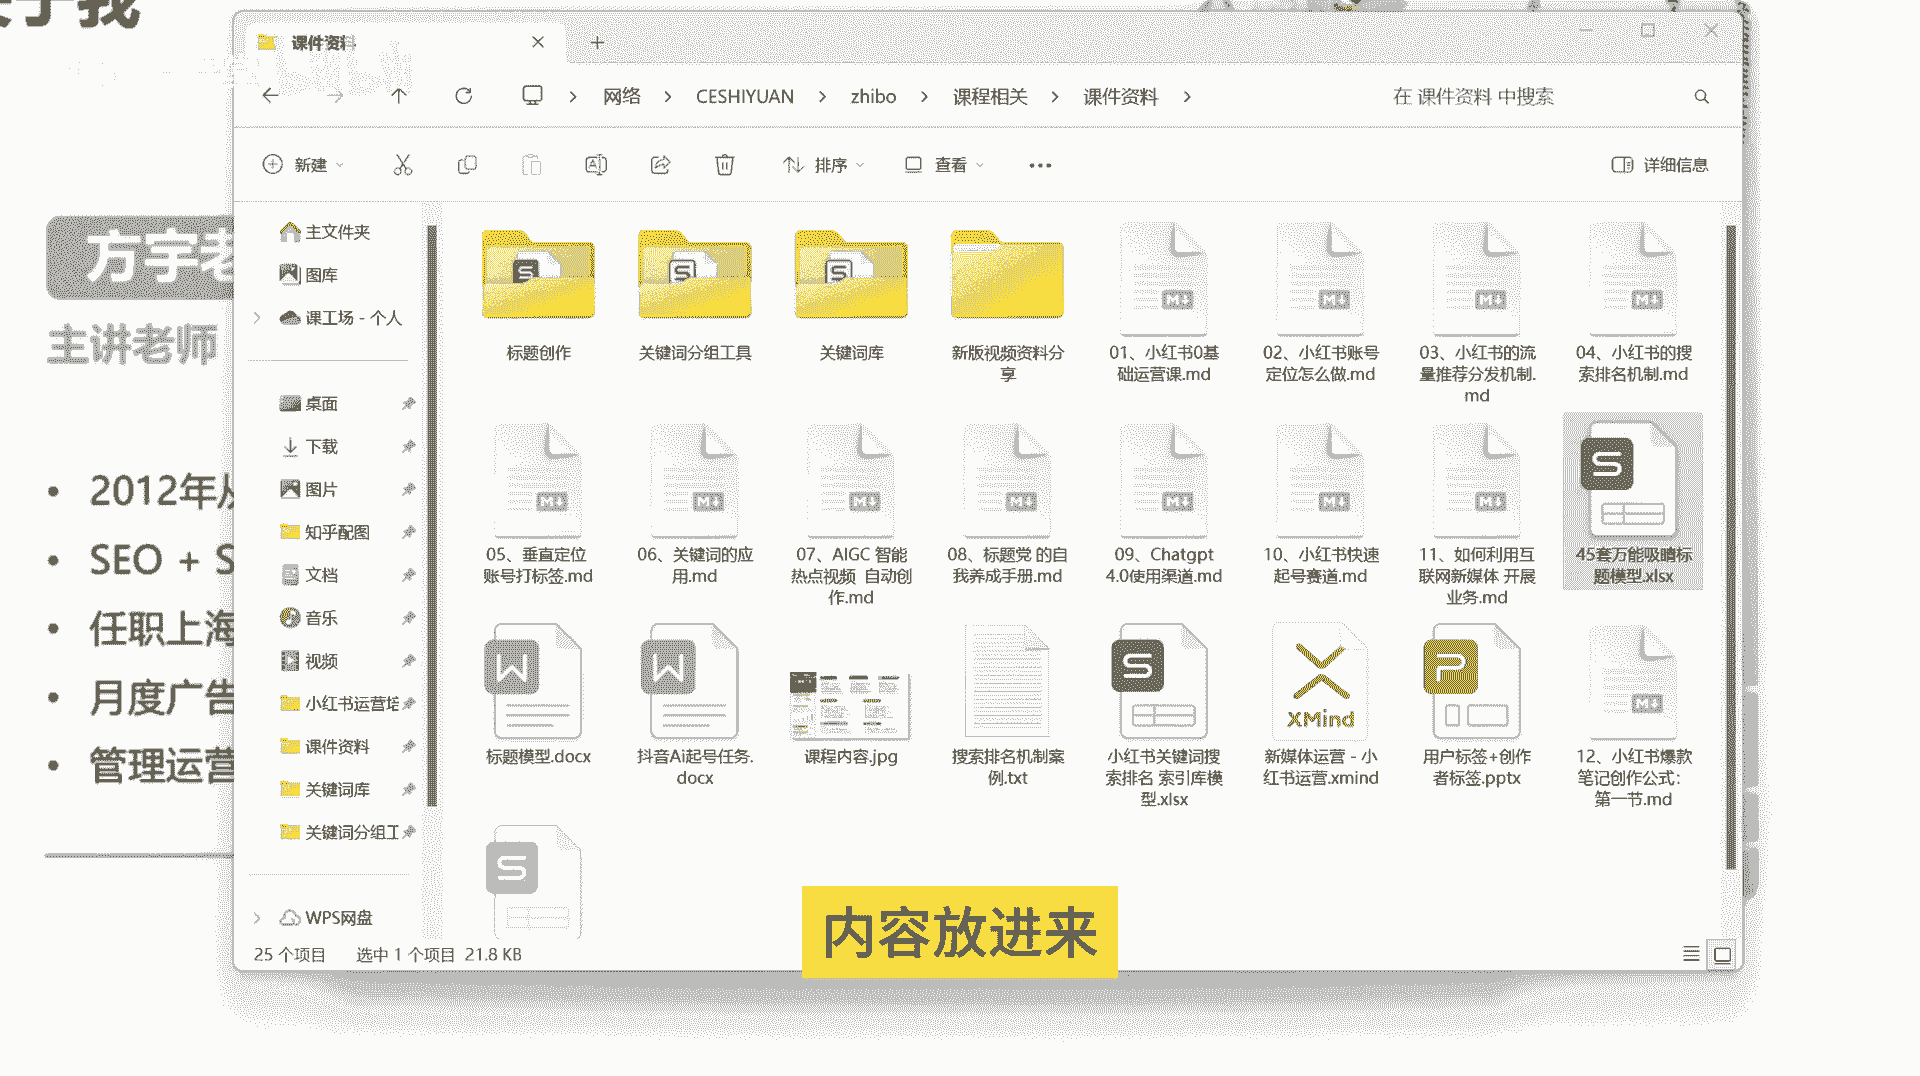 课件资料
网络 > CESHIYUAN > zhibo > 课程相关 > 课件资料 >
在 课件资料 中搜索
新建
排序
查看
详细信息
方宇老
主讲老师
2012年从
SEO + S
任职上海
月度广告
管理运营
主文件夹
图库
课工场 - 个人
桌面
下载
图片
知乎配图
文档
音乐
视频
小红书运营培
课件资料
关键词库
关键词分组工
WPS网盘
标题创作
关键词分组工具
关键词库
新版视频资料分
享
01、小红书0基
础运营课.md
02、小红书账号
定位怎么做.md
03、小红书的流
量推荐分发机制.
md
04、小红书的搜
索排名机制.md
05、垂直定位
账号打标签.md
06、关键词的应
用.md
07、AIGC 智能
热点视频 自动创
作.md
08、标题党 的自
我养成手册.md
09、Chatgpt
4.0使用渠道.md
10、小红书快速
起号赛道.md
11、如何利用互
联网新媒体 开展
业务.md
45套万能吸睛标
题模型.xlsx
标题模型.docx
抖音Ai起号任务.
docx
课程内容.jpg
搜索排名机制案
例.txt
小红书关键词搜
索排名 索引库模
型.xlsx
XMind
新媒体运营 - 小
红书运营.xmind
用户标签+创作
者标签.pptx
12、小红书爆款
笔记创作公式：
第一节.md
内容放进来
25 个项目 选中 1 个项目 21.8 KB